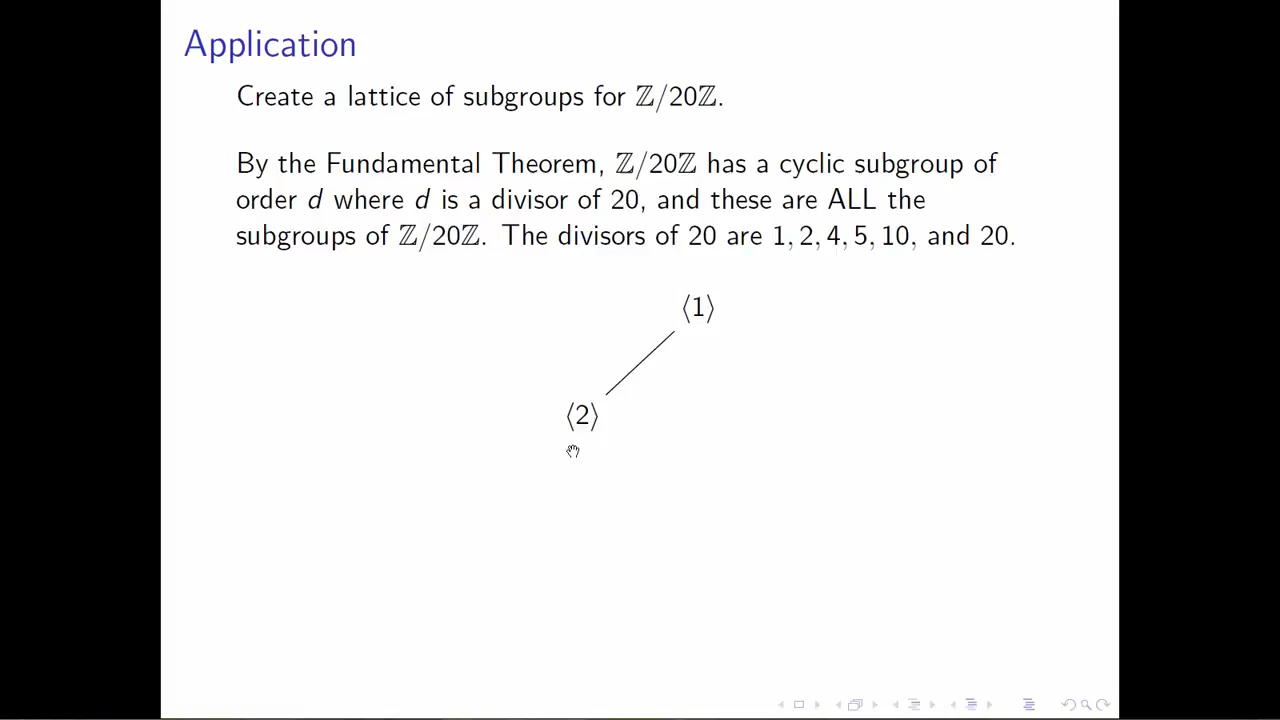 Application
Create a lattice of subgroups for ℤ/20ℤ.
By the Fundamental Theorem, ℤ/20ℤ has a cyclic subgroup of
order d where d is a divisor of 20, and these are ALL the
subgroups of ℤ/20ℤ. The divisors of 20 are 1, 2, 4, 5, 10, and 20.
⟨1⟩
⟨2⟩